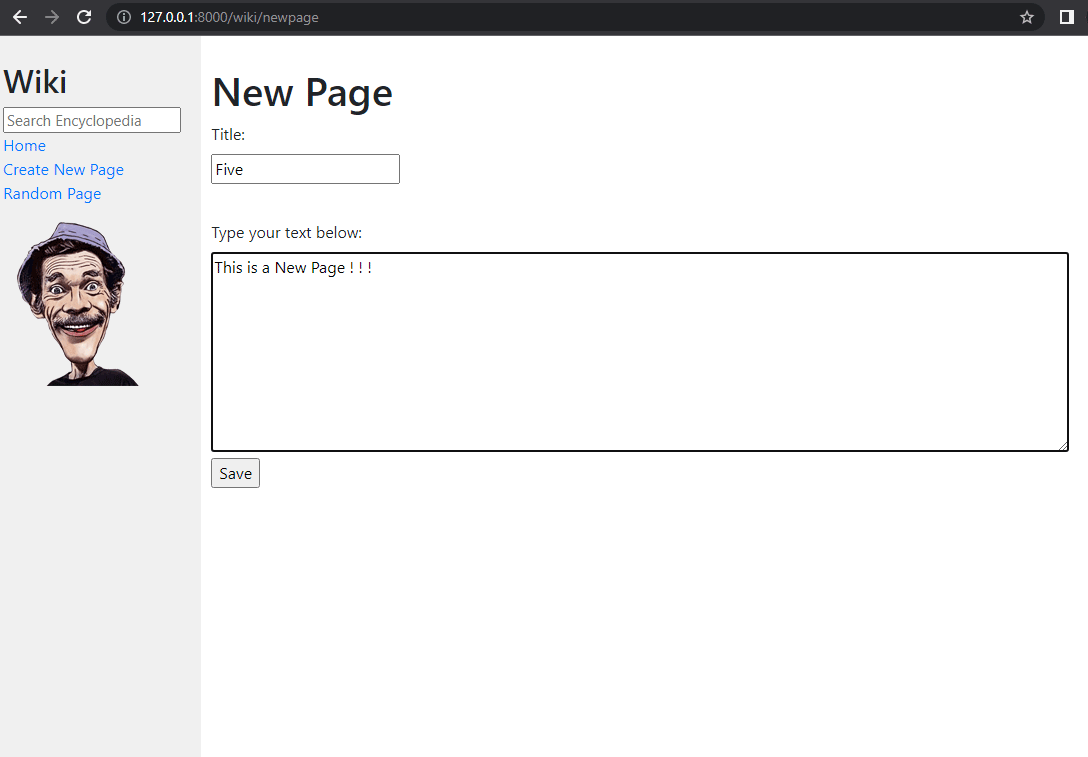 127.0.0.1:8000/wiki/newpage
Wiki
Search Encyclopedia
Home
Create New Page
Random Page
New Page
Title:
Five
Type your text below:
This is a New Page ! ! !
Save